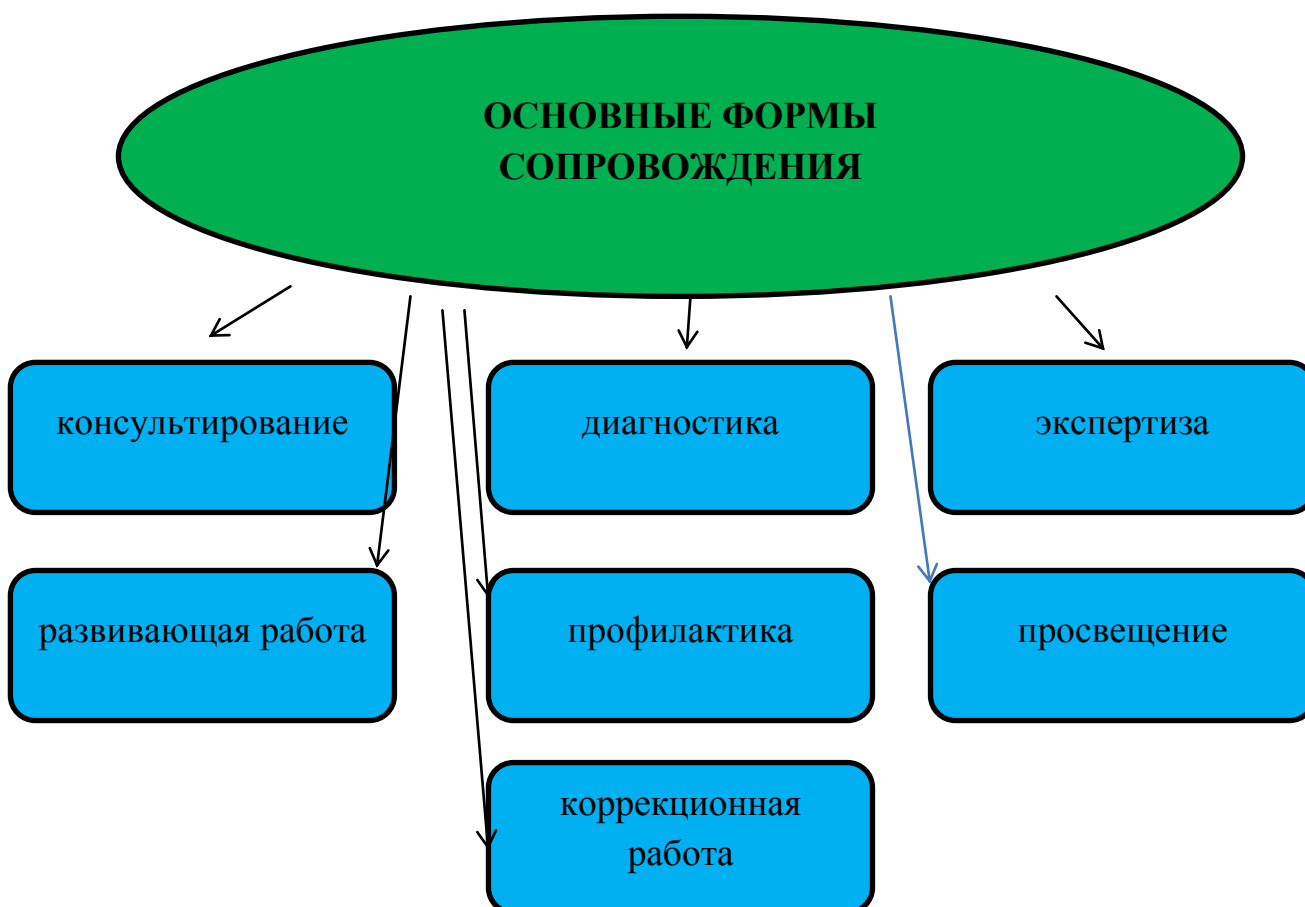 ОСНОВНЫЕ ФОРМЫ
СОПРОВОЖДЕНИЯ
консультирование
диагностика
экспертиза
развивающая работа
профилактика
просвещение
коррекционная
работа